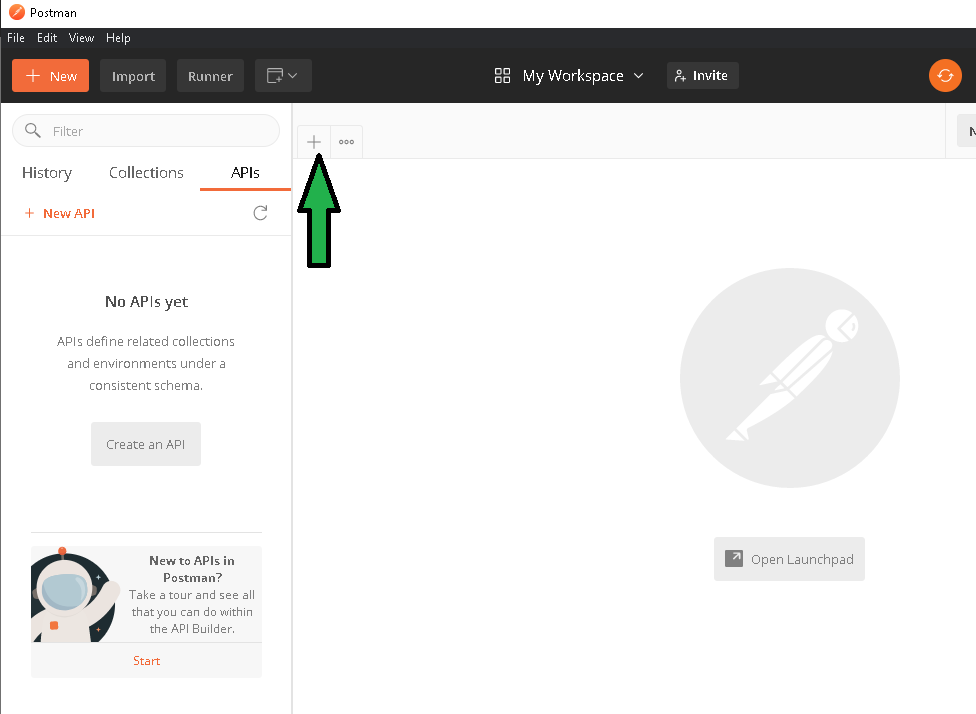 Postman
File Edit View Help
New Import Runner My Workspace Invite
Filter
History Collections APIs
+ New API
No APIs yet
APIs define related collections
and environments under a
consistent schema.
Create an API
Open Launchpad
New to APIs in
Postman?
Take a tour and see all
that you can do within
the API Builder.
Start